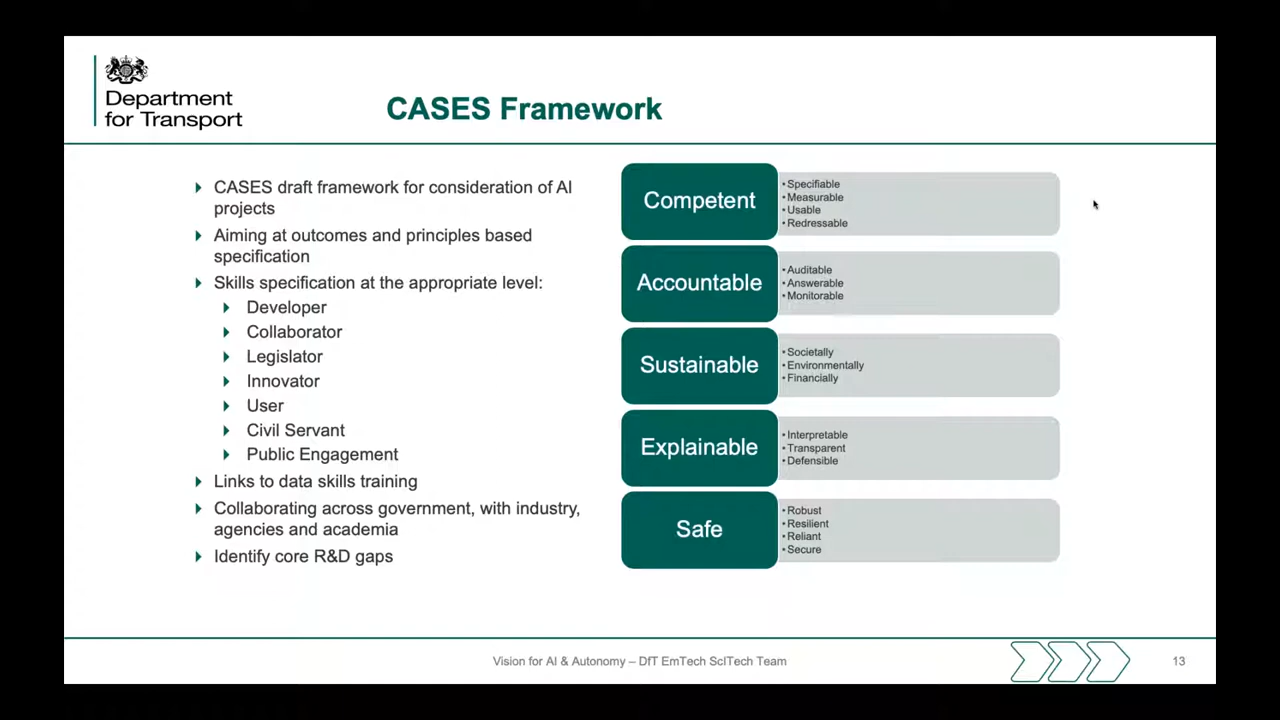 Department
for Transport
CASES Framework
CASES draft framework for consideration of AI
projects
Aiming at outcomes and principles based
specification
Skills specification at the appropriate level:
Developer
Collaborator
Legislator
Innovator
User
Civil Servant
Public Engagement
Links to data skills training
Collaborating across government, with industry,
agencies and academia
Identify core R&D gaps
Competent
• Specifiable
• Measurable
• Usable
• Redressable
Accountable
• Auditable
• Answerable
• Monitorable
Sustainable
• Societally
• Environmentally
• Financially
Explainable
• Interpretable
• Transparent
• Defensible
Safe
• Robust
• Resilient
• Reliant
• Secure
Vision for AI & Autonomy – DfT EmTech SciTech Team
13